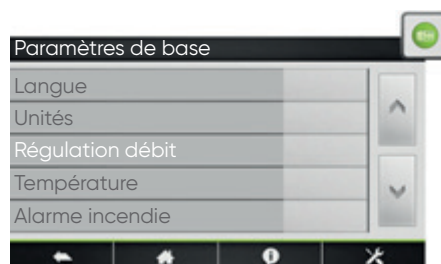 Paramètres de base
Langue
Unités
Régulation débit
Température
Alarme incendie